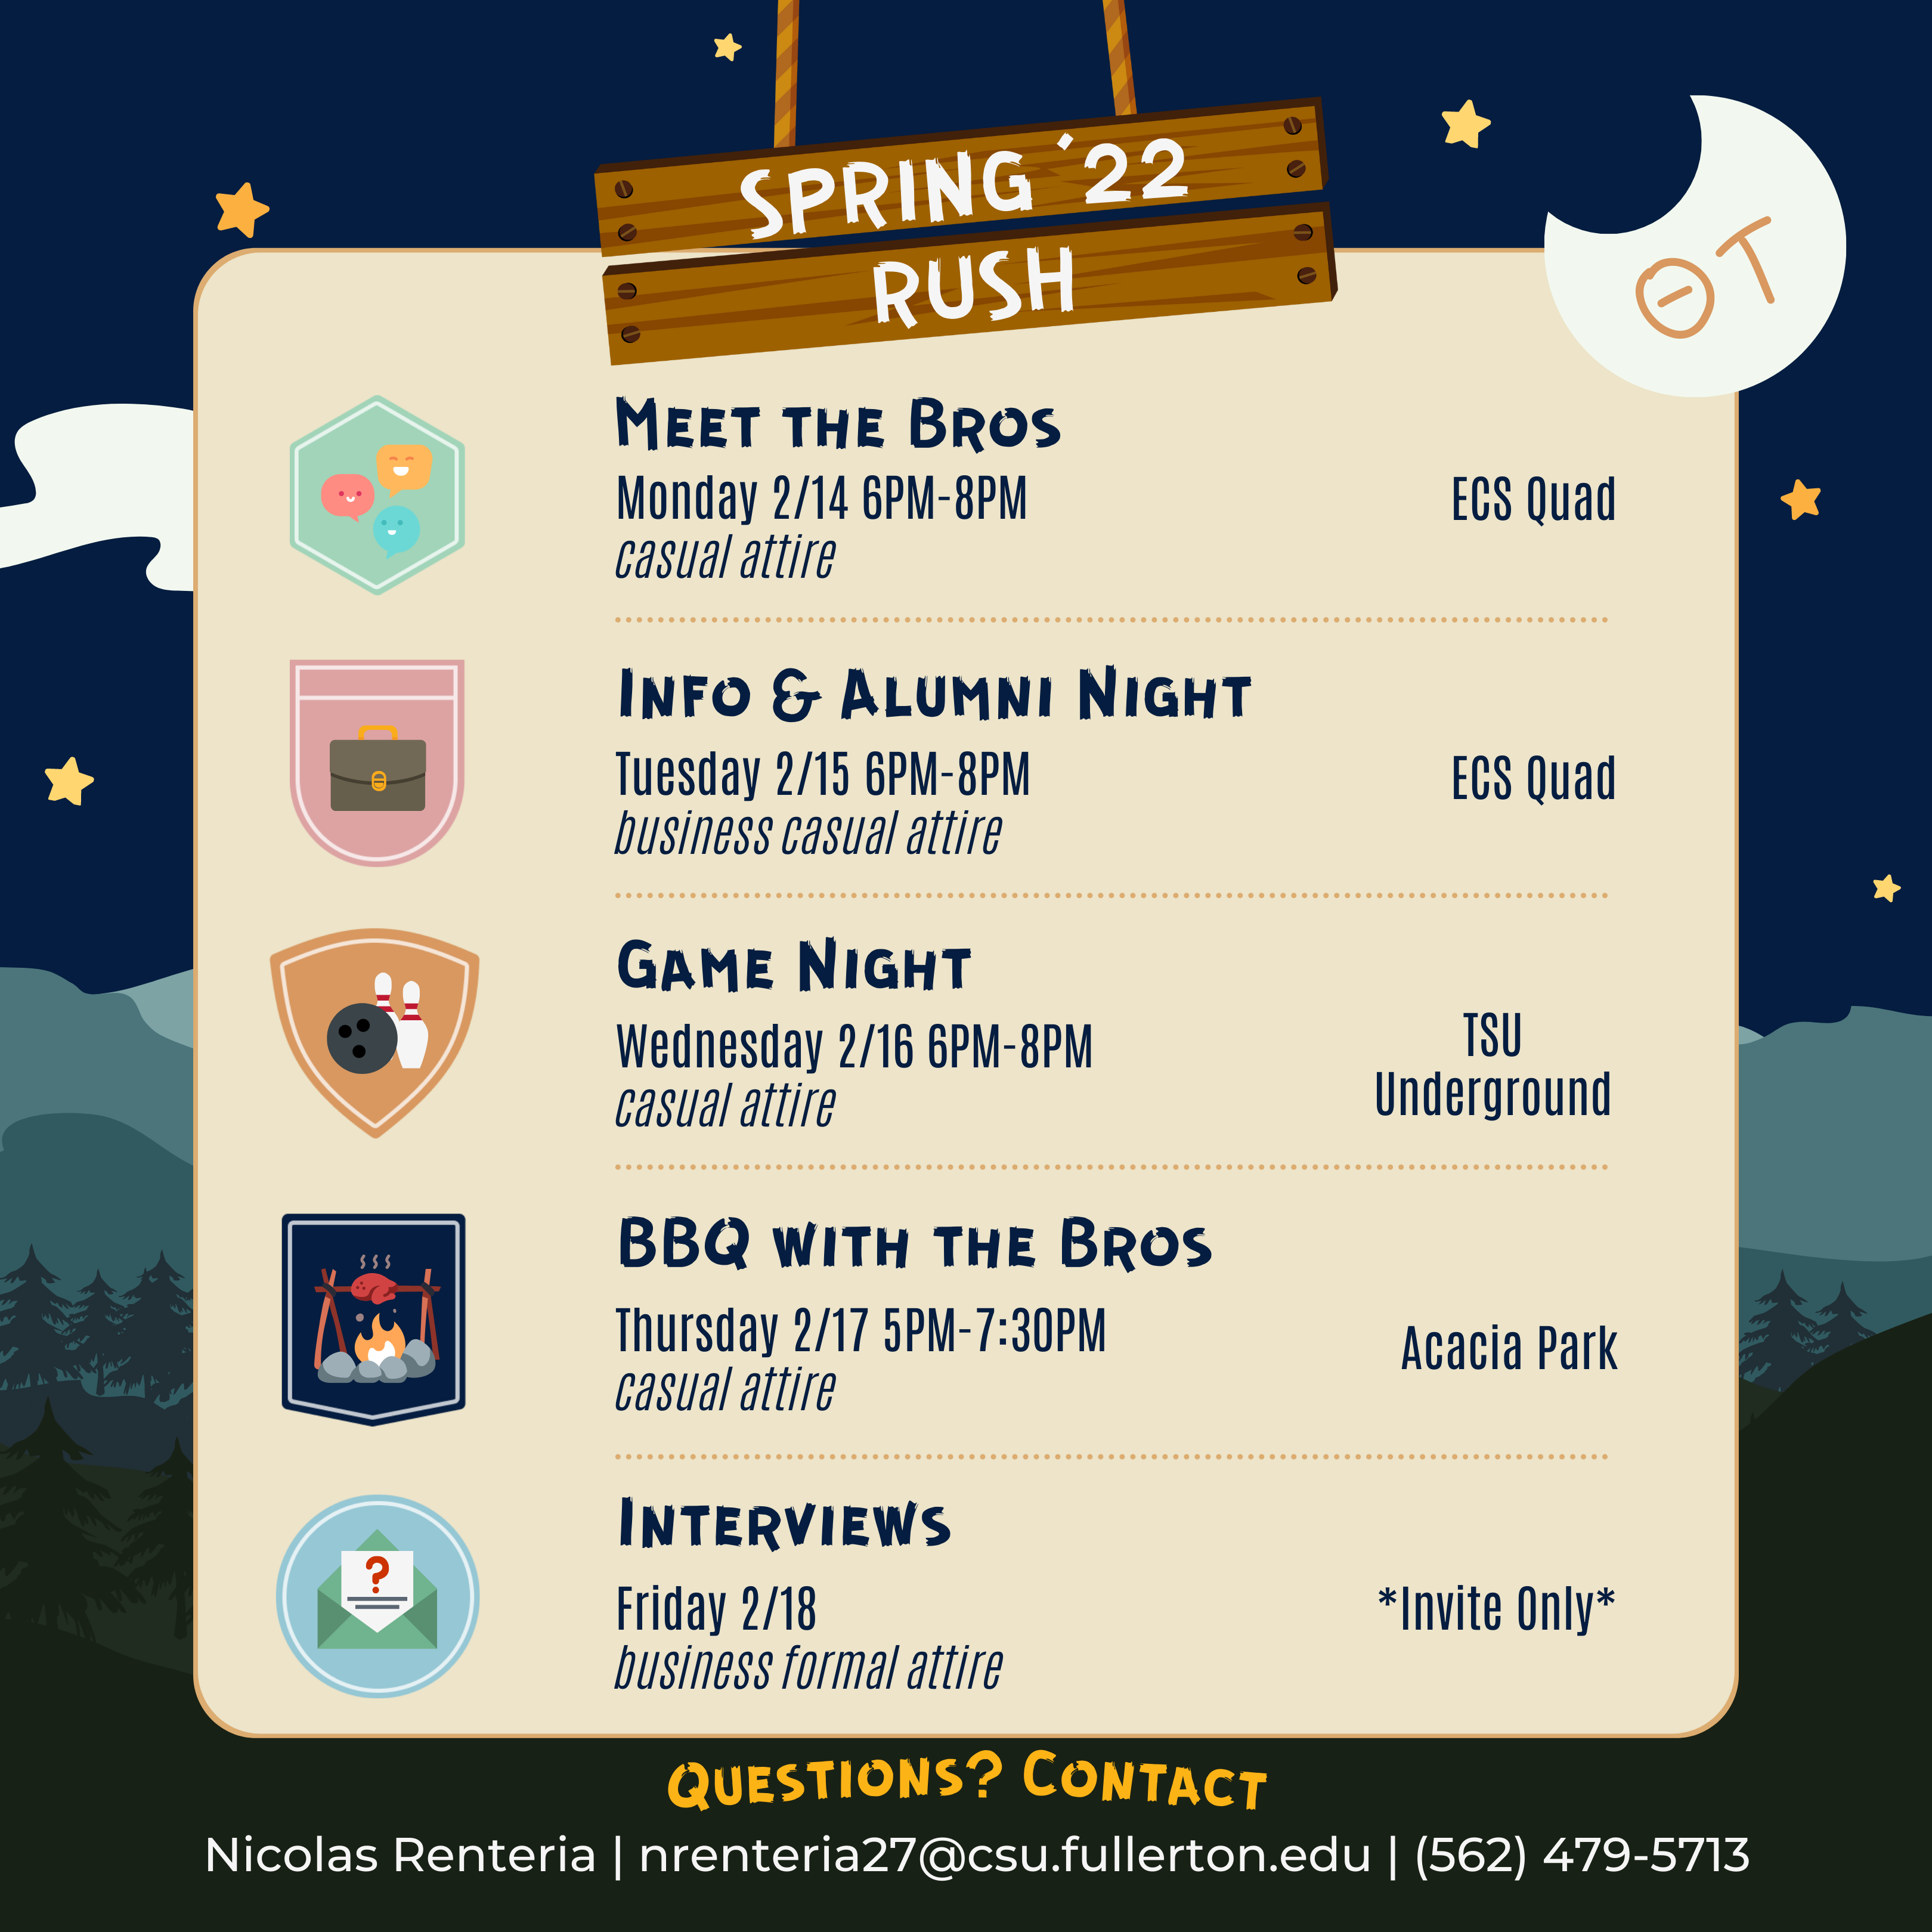 SPRING '22
RUSH
ΘT
Meet the Bros
Monday 2/14 6PM-8PM
casual attire
ECS Quad
Info & Alumni Night
Tuesday 2/15 6PM-8PM
business casual attire
ECS Quad
Game Night
Wednesday 2/16 6PM-8PM
casual attire
TSU
Underground
BBQ with the Bros
Thursday 2/17 5PM-7:30PM
casual attire
Acacia Park
?
Interviews
Friday 2/18
business formal attire
*Invite Only*
Questions? Contact
Nicolas Renteria | nrenteria27@csu.fullerton.edu | (562) 479-5713